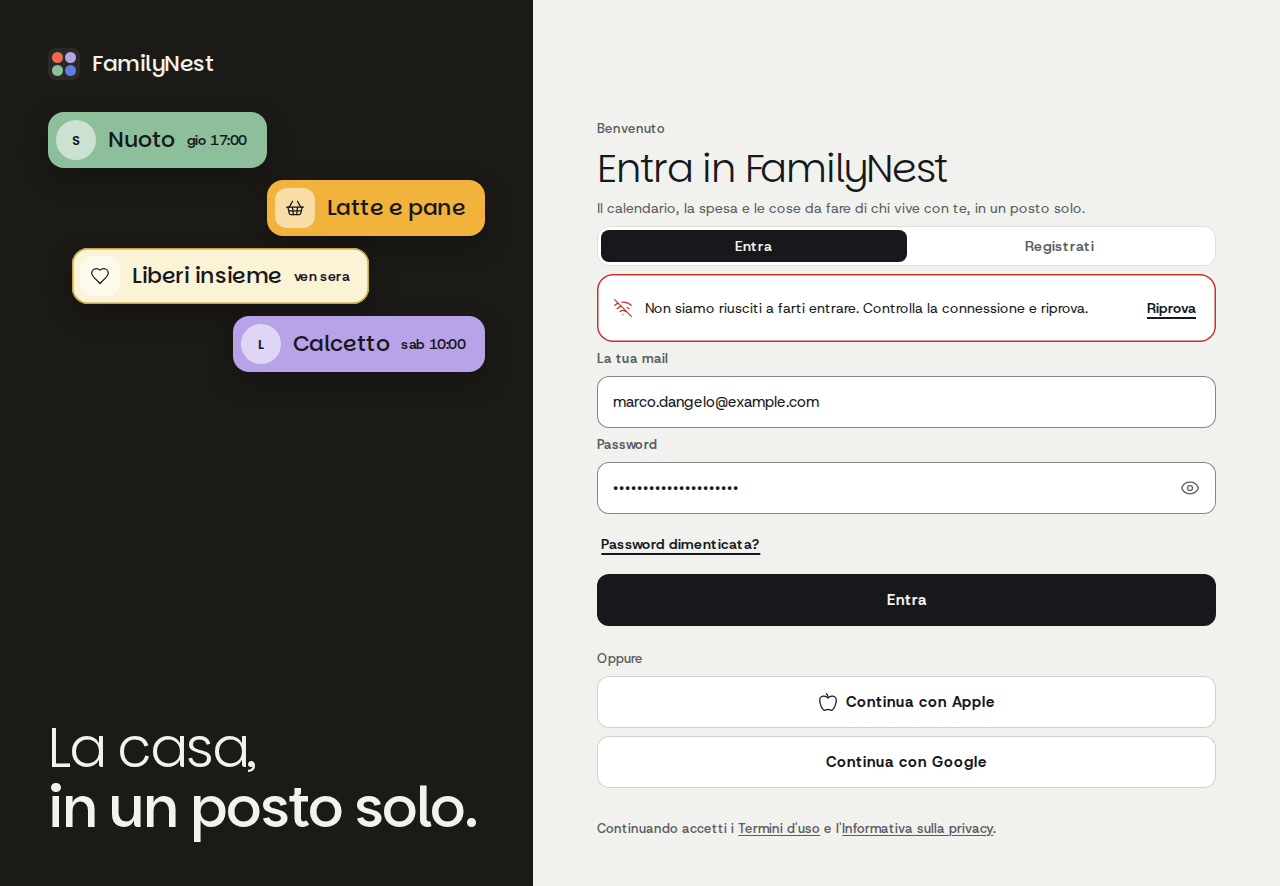 FamilyNest
S Nuoto gio 17:00
Latte e pane
Liberi insieme ven sera
L Calcetto sab 10:00
La casa,
in un posto solo.
Benvenuto
Entra in FamilyNest
Il calendario, la spesa e le cose da fare di chi vive con te, in un posto solo.
Entra Registrati
Non siamo riusciti a farti entrare. Controlla la connessione e riprova. Riprova
La tua mail
marco.dangelo@example.com
Password
•••••••••••••••••••••
Password dimenticata?
Entra
Oppure
Continua con Apple
Continua con Google
Continuando accetti i Termini d'uso e l'Informativa sulla privacy.